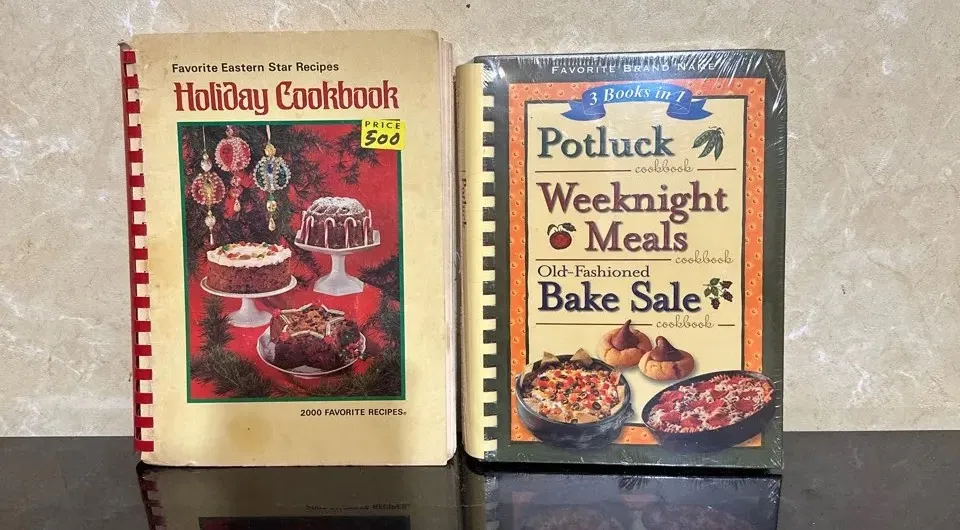 Favorite Eastern Star Recipes
Holiday Cookbook
PRICE
500
2000 FAVORITE RECIPES®
FAVORITE BRAND NAME
3 Books in 1
Potluck
cookbook
Weeknight
Meals
cookbook
Old-Fashioned
Bake Sale
cookbook